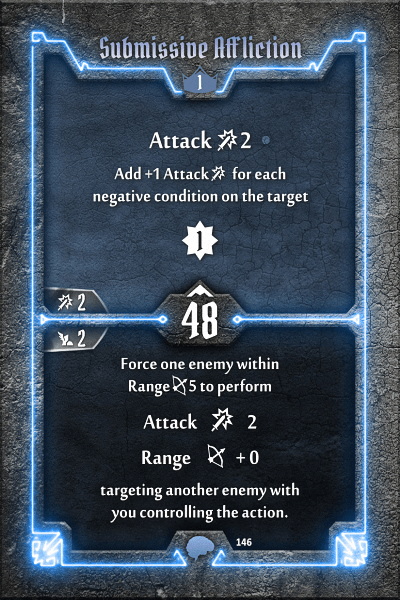 Submissive Affliction
1
Attack 2
Add +1 Attack for each
negative condition on the target
1
2
48
2
Force one enemy within
Range 5 to perform
Attack 2
Range +0
targeting another enemy with
you controlling the action.
146